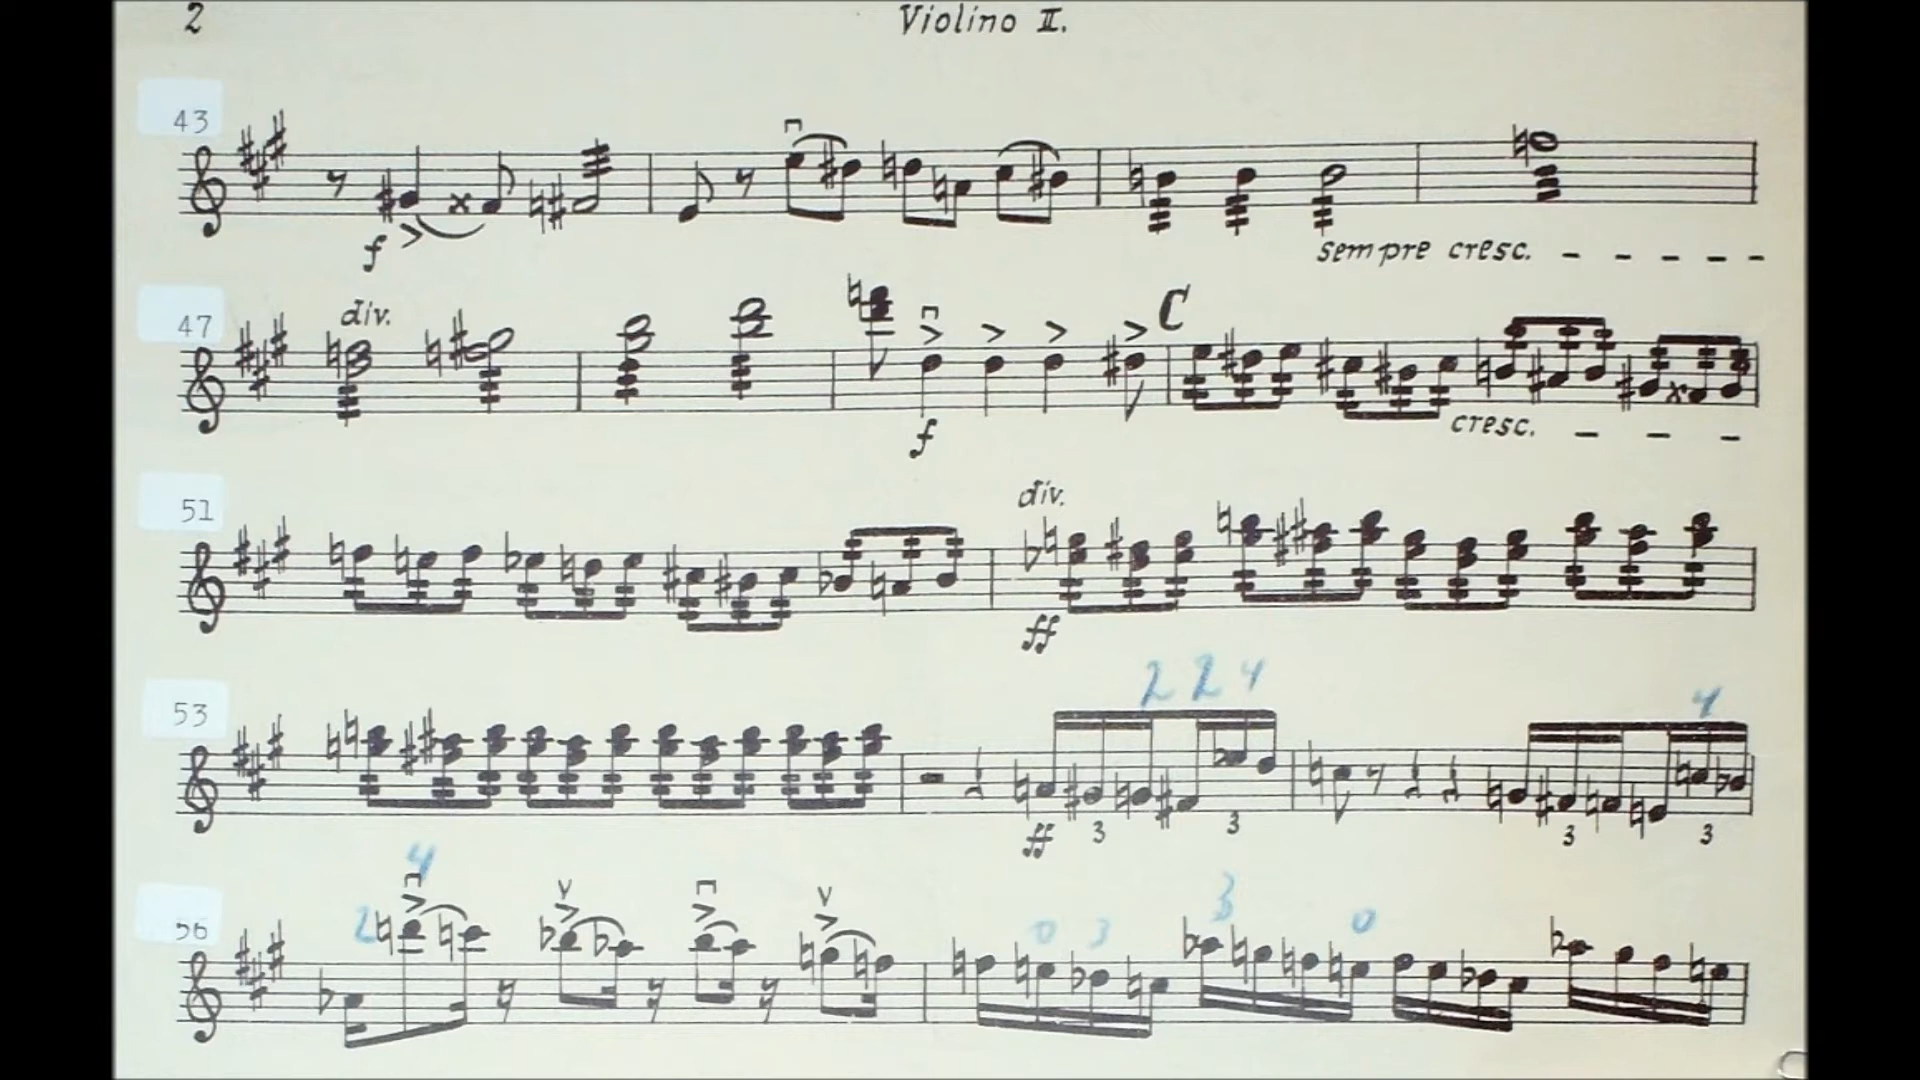 2 Violino II.
43
f
sempre cresc. – – – – –
47 div. C
f cresc. – – –
51
div.
ff
2 2 4
53 4
ff 3 3 3 3
4
56 2 0 3 3 0